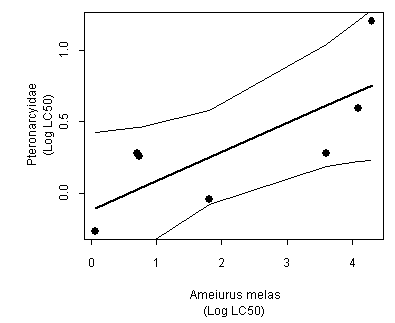 1.0
0.5
0.0
Pteronarcyidae
(Log LC50)
0 1 2 3 4
Ameiurus melas
(Log LC50)